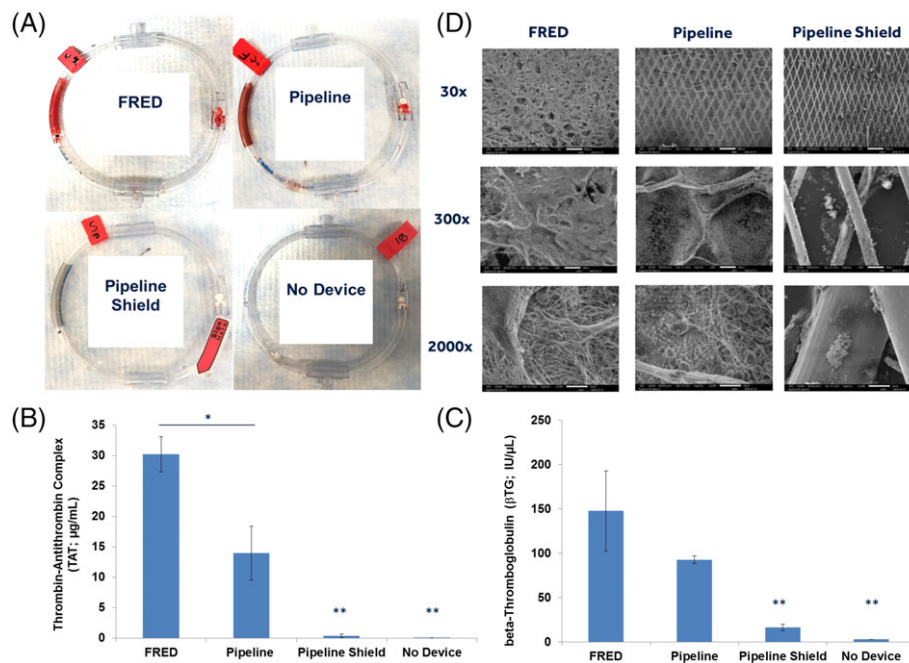 (A)
FRED
Pipeline
Pipeline
Shield
No Device
(D)
FRED
Pipeline
Pipeline Shield
30x
300x
2000x
(B)
Thrombin-Antithrombin Complex
(TAT; µg/mL)
35
30
25
20
15
10
5
0
*
**
**
FRED
Pipeline
Pipeline Shield
No Device
(C)
beta-Thromboglobulin (βTG; IU/µL)
250
200
150
100
50
0
**
**
FRED
Pipeline
Pipeline Shield
No Device